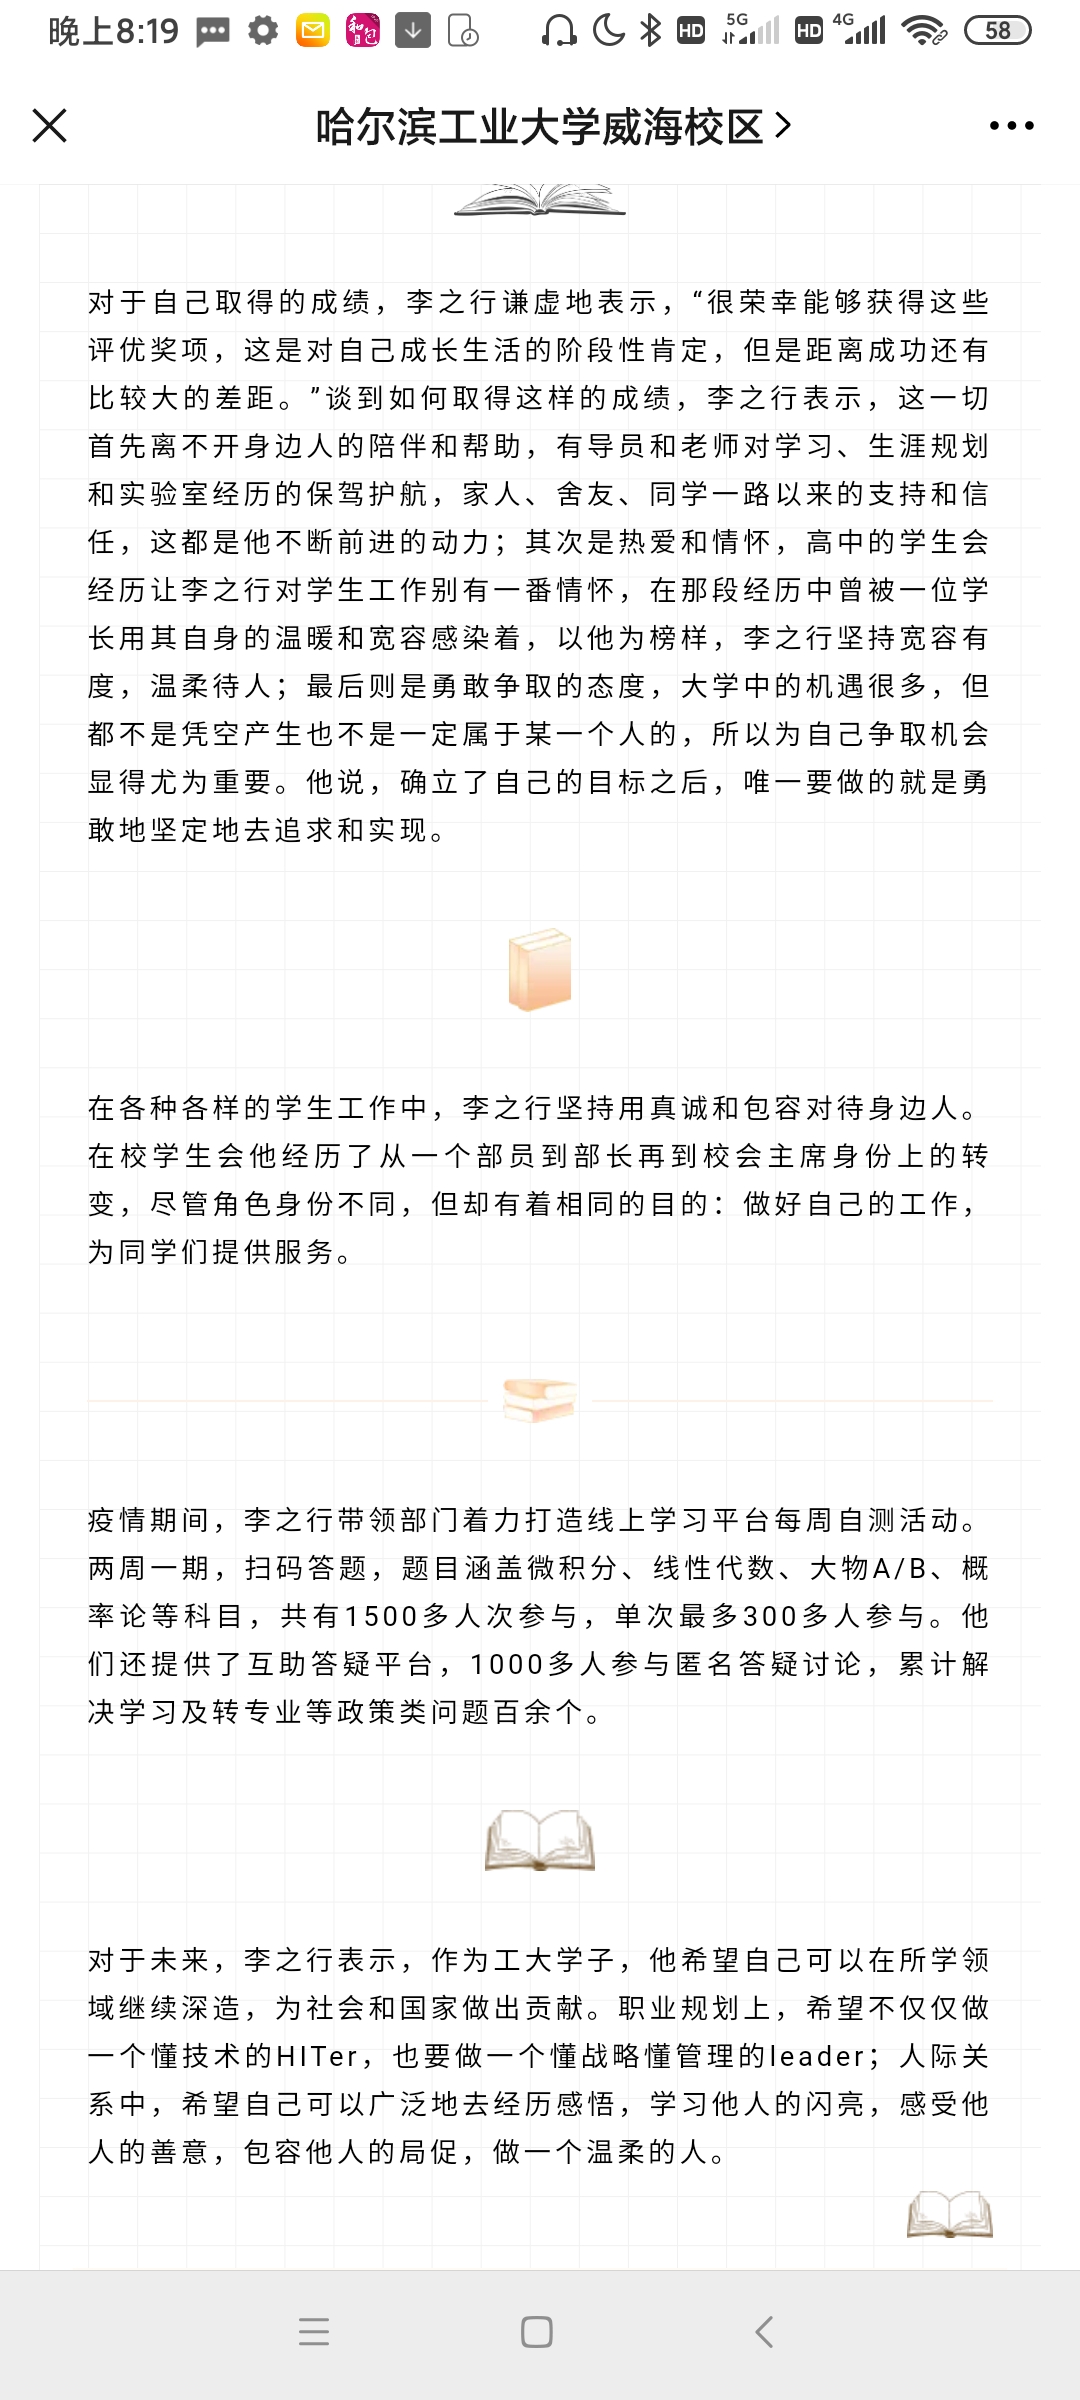 晚上8:19
和包
HD
5G
HD
4G
58
哈尔滨工业大学威海校区
对于自己取得的成绩，李之行谦虚地表示，“很荣幸能够获得这些
评优奖项，这是对自己成长生活的阶段性肯定，但是距离成功还有
比较大的差距。”谈到如何取得这样的成绩，李之行表示，这一切
首先离不开身边人的陪伴和帮助，有导员和老师对学习、生涯规划
和实验室经历的保驾护航，家人、舍友、同学一路以来的支持和信
任，这都是他不断前进的动力；其次是热爱和情怀，高中的学生会
经历让李之行对学生工作别有一番情怀，在那段经历中曾被一位学
长用其自身的温暖和宽容感染着，以他为榜样，李之行坚持宽容有
度，温柔待人；最后则是勇敢争取的态度，大学中的机遇很多，但
都不是凭空产生也不是一定属于某一个人的，所以为自己争取机会
显得尤为重要。他说，确立了自己的目标之后，唯一要做的就是勇
敢地坚定地去追求和实现。
在各种各样的学生工作中，李之行坚持用真诚和包容对待身边人。
在校学生会他经历了从一个部员到部长再到校会主席身份上的转
变，尽管角色身份不同，但却有着相同的目的：做好自己的工作，
为同学们提供服务。
疫情期间，李之行带领部门着力打造线上学习平台每周自测活动。
两周一期，扫码答题，题目涵盖微积分、线性代数、大物A/B、概
率论等科目，共有1500多人次参与，单次最多300多人参与。他
们还提供了互助答疑平台，1000多人参与匿名答疑讨论，累计解
决学习及转专业等政策类问题百余个。
对于未来，李之行表示，作为工大学子，他希望自己可以在所学领
域继续深造，为社会和国家做出贡献。职业规划上，希望不仅仅做
一个懂技术的HITer，也要做一个懂战略懂管理的leader；人际关
系中，希望自己可以广泛地去经历感悟，学习他人的闪亮，感受他
人的善意，包容他人的局促，做一个温柔的人。